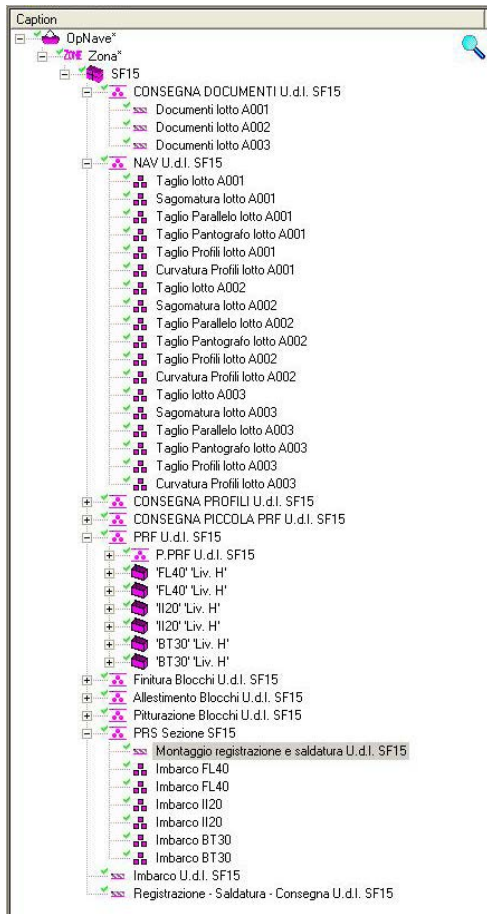 Caption
OpNave*
ZONE Zona*
SF15
CONSEGNA DOCUMENTI U.d.I. SF15
Documenti lotto A001
Documenti lotto A002
Documenti lotto A003
NAV U.d.I. SF15
Taglio lotto A001
Sagomatura lotto A001
Taglio Parallelo lotto A001
Taglio Pantografo lotto A001
Taglio Profili lotto A001
Curvatura Profili lotto A001
Taglio lotto A002
Sagomatura lotto A002
Taglio Parallelo lotto A002
Taglio Pantografo lotto A002
Taglio Profili lotto A002
Curvatura Profili lotto A002
Taglio lotto A003
Sagomatura lotto A003
Taglio Parallelo lotto A003
Taglio Pantografo lotto A003
Taglio Profili lotto A003
Curvatura Profili lotto A003
CONSEGNA PROFILI U.d.I. SF15
CONSEGNA PICCOLA PRF U.d.I. SF15
PRF U.d.I. SF15
P.PRF U.d.I. SF15
'FL40' 'Liv. H'
'FL40' 'Liv. H'
'II20' 'Liv. H'
'II20' 'Liv. H'
'BT30' 'Liv. H'
'BT30' 'Liv. H'
Finitura Blocchi U.d.I. SF15
Allestimento Blocchi U.d.I. SF15
Pitturazione Blocchi U.d.I. SF15
PRS Sezione SF15
Montaggio registrazione e saldatura U.d.I. SF15
Imbarco FL40
Imbarco FL40
Imbarco II20
Imbarco II20
Imbarco BT30
Imbarco BT30
Imbarco U.d.I. SF15
Registrazione - Saldatura - Consegna U.d.I. SF15